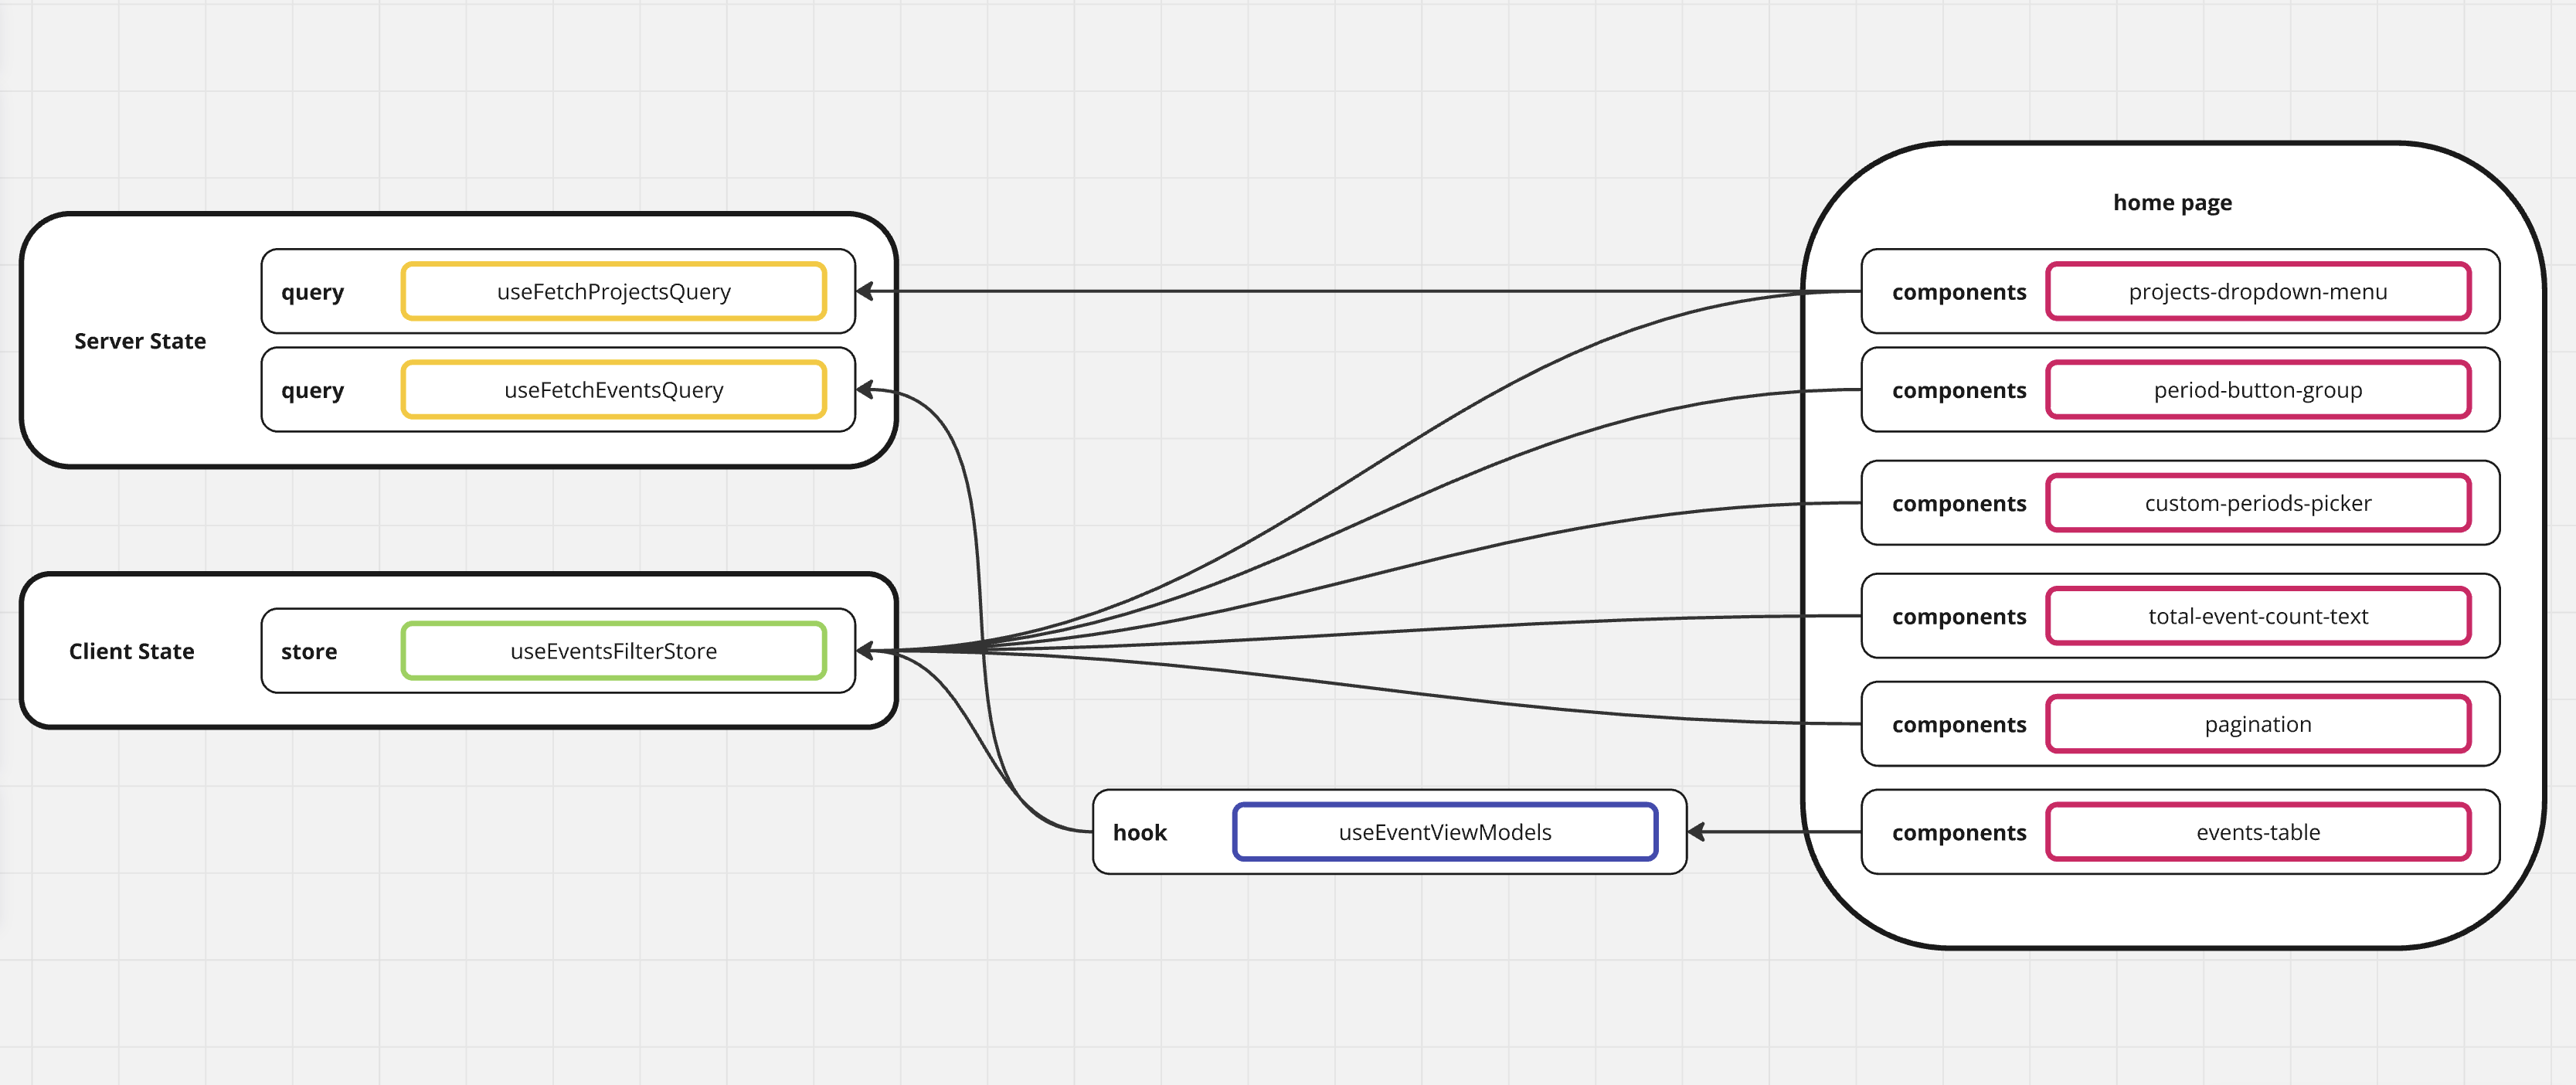 home page
Server State
query useFetchProjectsQuery
query useFetchEventsQuery
Client State
store useEventsFilterStore
hook useEventViewModels
components projects-dropdown-menu
components period-button-group
components custom-periods-picker
components total-event-count-text
components pagination
components events-table